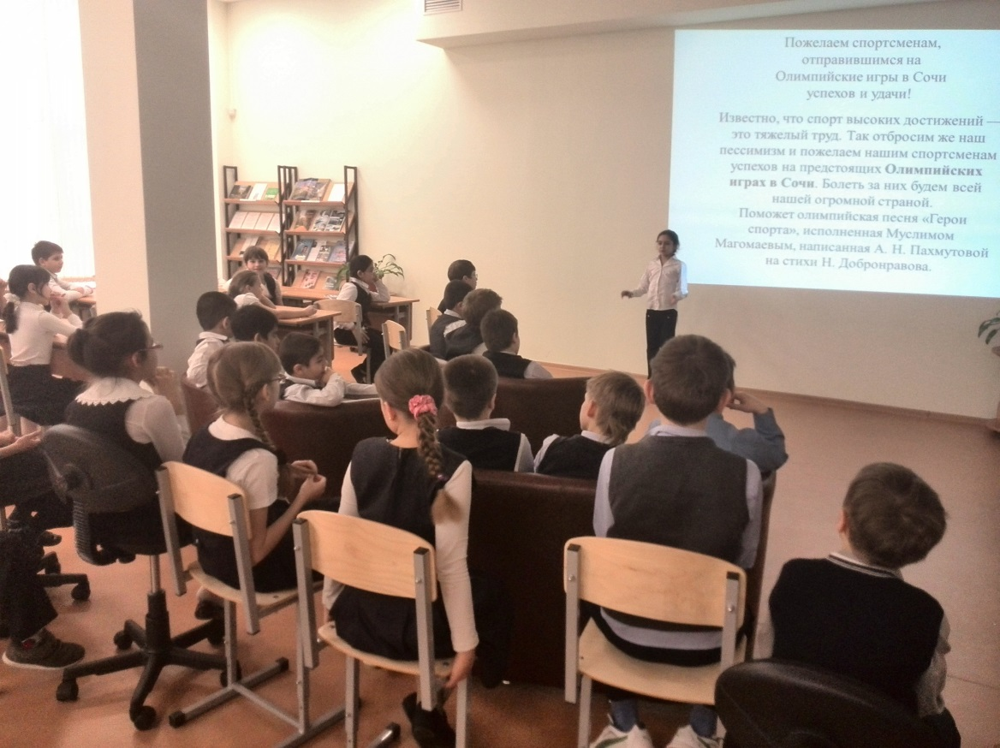 Пожелаем спортсменам,
отправившимся на
Олимпийские игры в Сочи
успехов и удачи!
Известно, что спорт высоких достижений —
это тяжелый труд. Так отбросим же наш
пессимизм и пожелаем нашим спортсменам
успехов на предстоящих Олимпийских
играх в Сочи. Болеть за них будем всей
нашей огромной страной.
Поможет олимпийская песня «Герои
спорта», исполненная Муслимом
Магомаевым, написанная А. Н. Пахмутовой
на стихи Н. Добронравова.